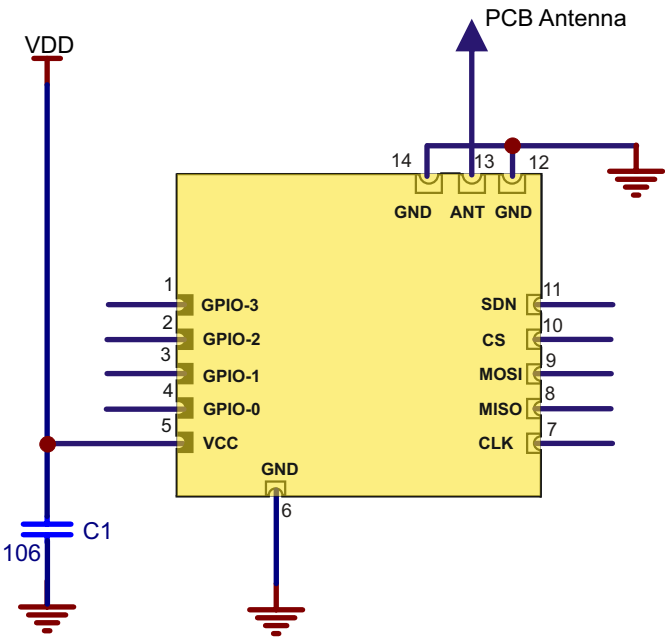 PCB Antenna
VDD
14 13 12
GND ANT GND
1 GPIO-3
2 GPIO-2
3 GPIO-1
4 GPIO-0
5 VCC
SDN 11
CS 10
MOSI 9
MISO 8
CLK 7
GND
6
C1
106